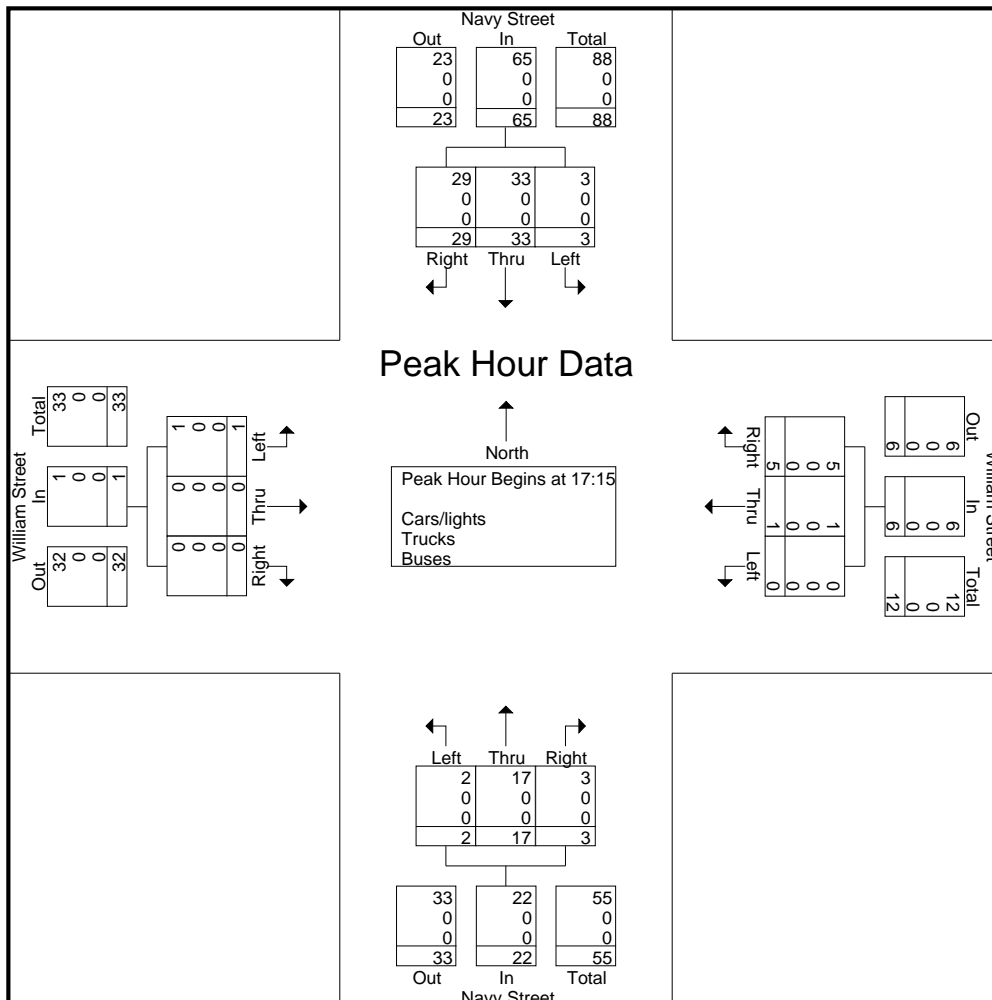 Navy Street
Out In Total
23 65 88
0 0 0
0 0 0
23 65 88
29 33 3
0 0 0
0 0 0
29 33 3
Right Thru Left
Peak Hour Data
North
Peak Hour Begins at 17:15
Cars/lights
Trucks
Buses
William Street
Out In Total
32 1 33
0 0 0
0 0 0
32 1 33
Left Thru Right
1 0 0
0 0 0
0 0 0
1 0 0
William Street
Out In Total
6 6 12
0 0 0
0 0 0
6 6 12
Right Thru Left
5 1 0
0 0 0
0 0 0
5 1 0
Left Thru Right
2 17 3
0 0 0
0 0 0
2 17 3
33 22 55
0 0 0
0 0 0
33 22 55
Out In Total
Navy Street